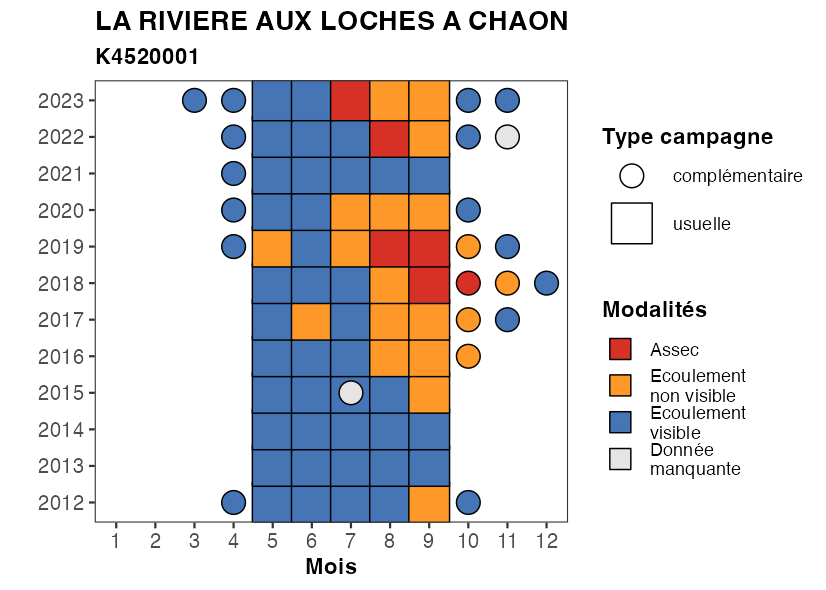 LA RIVIERE AUX LOCHES A CHAON
K4520001
2023
2022
2021
2020
2019
2018
2017
2016
2015
2014
2013
2012
1 2 3 4 5 6 7 8 9 10 11 12
Mois
Type campagne
complémentaire
usuelle
Modalités
Assec
Ecoulement
non visible
Ecoulement
visible
Donnée
manquante